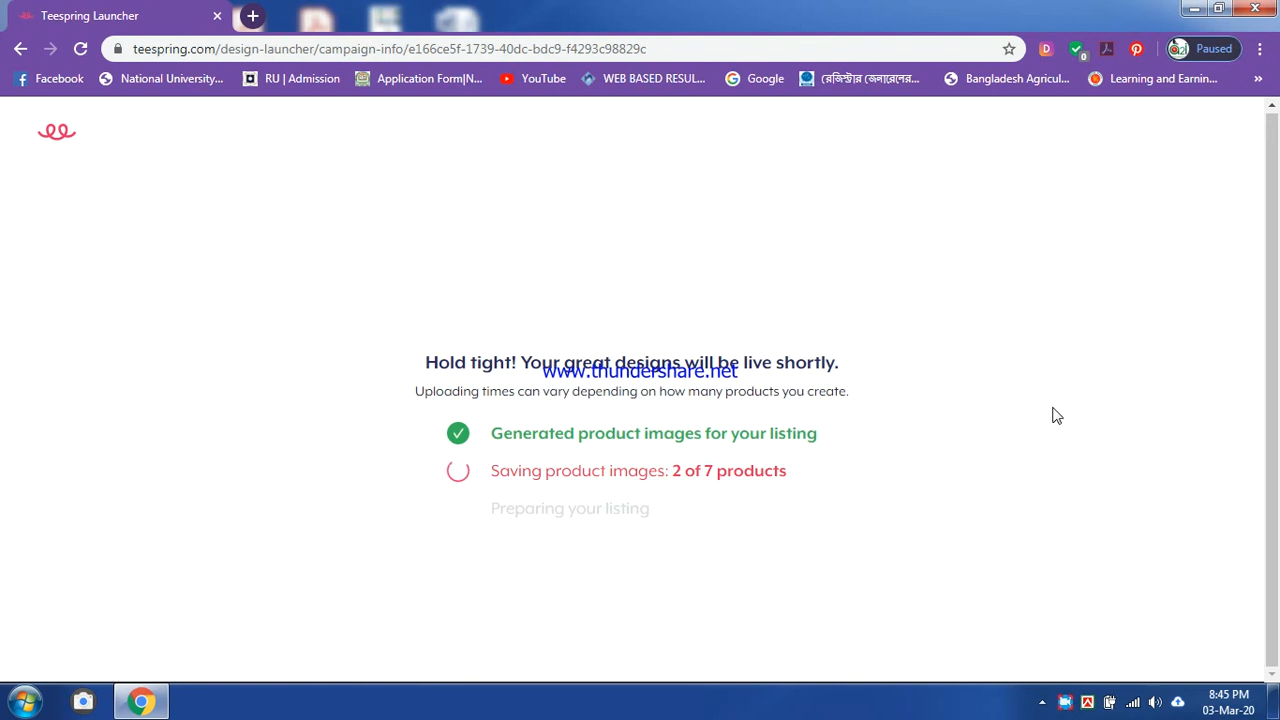 Teespring Launcher
teespring.com/design-launcher/campaign-info/e166ce5f-1739-40dc-bdc9-f4293c98829c
Paused
Facebook
National University...
RU | Admission
Application Form|N...
YouTube
WEB BASED RESUL...
Google
(রেজিস্টার জেনারেলের...
Bangladesh Agricul...
Learning and Earnin...
Hold tight! Your great designs will be live shortly.
www.thundershare.net
Uploading times can vary depending on how many products you create.
Generated product images for your listing
Saving product images: 2 of 7 products
Preparing your listing
8:45 PM
03-Mar-20